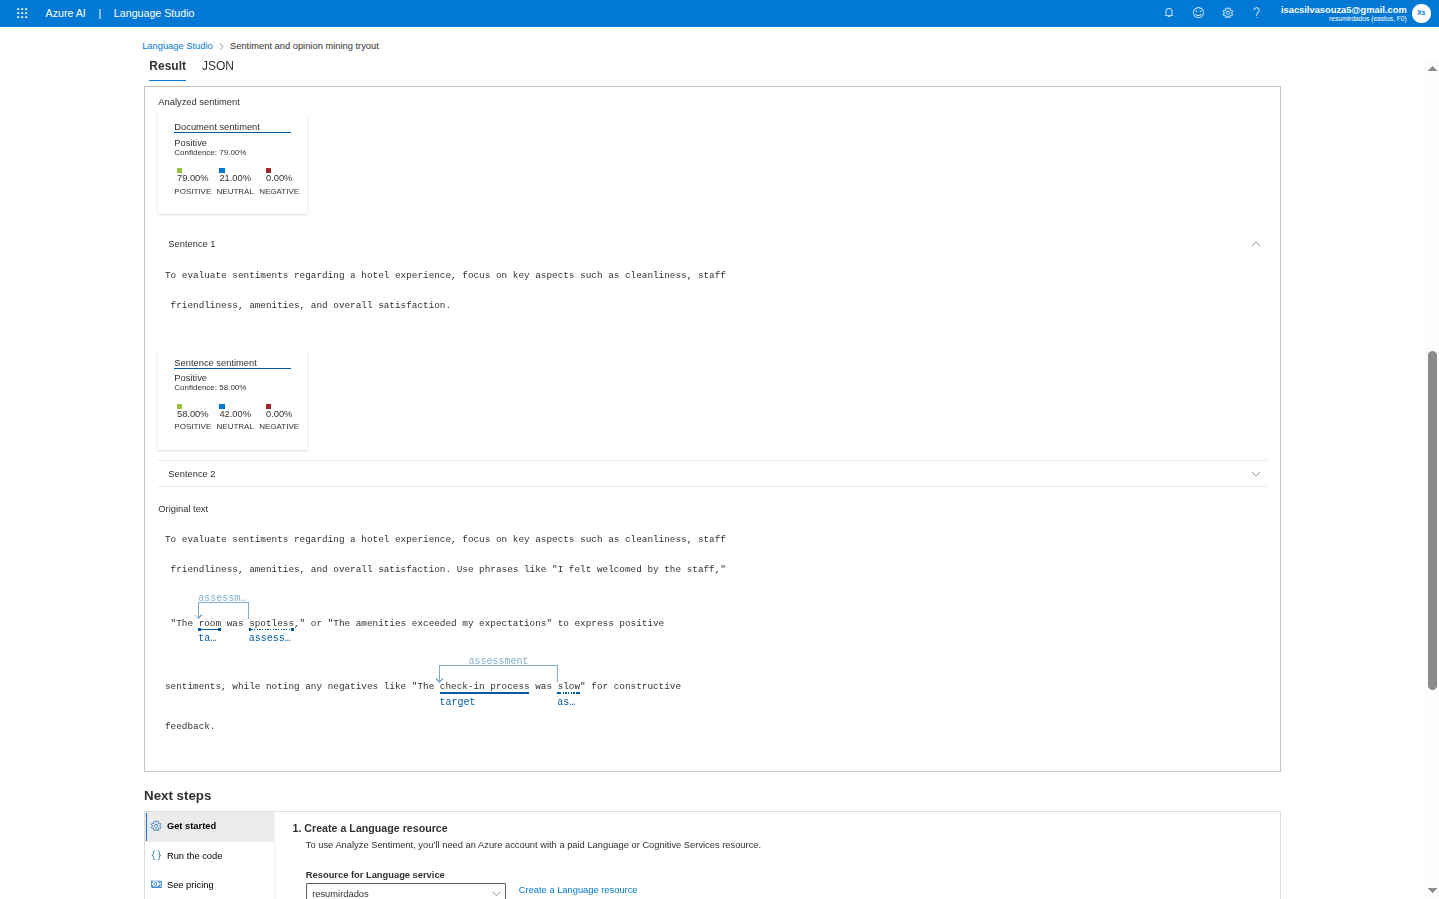 Azure AI | Language Studio
isacsilvasouza5@gmail.com
resumirdados (eastus, F0)
Xs
Language Studio > Sentiment and opinion mining tryout
Result JSON
Analyzed sentiment
Document sentiment
Positive
Confidence: 79.00%
79.00% 21.00% 0.00%
POSITIVE NEUTRAL NEGATIVE
Sentence 1
To evaluate sentiments regarding a hotel experience, focus on key aspects such as cleanliness, staff
friendliness, amenities, and overall satisfaction.
Sentence sentiment
Positive
Confidence: 58.00%
58.00% 42.00% 0.00%
POSITIVE NEUTRAL NEGATIVE
Sentence 2
Original text
To evaluate sentiments regarding a hotel experience, focus on key aspects such as cleanliness, staff
friendliness, amenities, and overall satisfaction. Use phrases like "I felt welcomed by the staff,"
assessm…
"The room was spotless," or "The amenities exceeded my expectations" to express positive
ta… assess…
assessment
sentiments, while noting any negatives like "The check-in process was slow" for constructive
target as…
feedback.
Next steps
Get started
Run the code
See pricing
1. Create a Language resource
To use Analyze Sentiment, you'll need an Azure account with a paid Language or Cognitive Services resource.
Resource for Language service
resumirdados
Create a Language resource